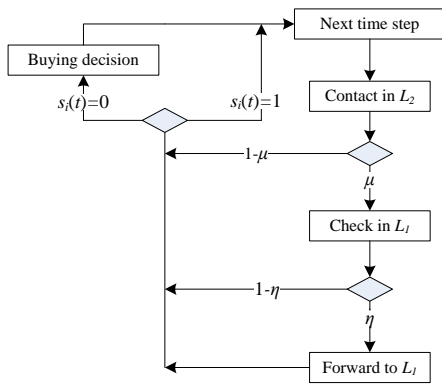 Next time step
Buying decision
Contact in L₂
sᵢ(t)=0
sᵢ(t)=1
1-μ
μ
Check in L₁
1-η
η
Forward to L₁